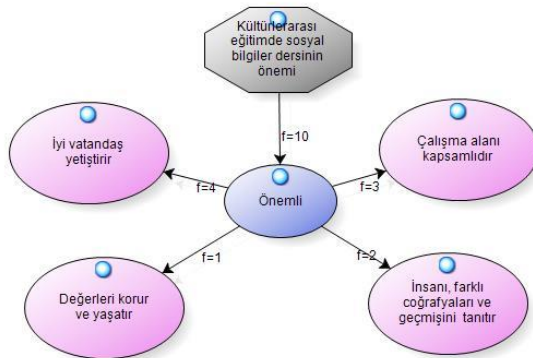 Kültürlerarası
eğitimde sosyal
bilgiler dersinin
önemi
f=10
İyi vatandaş
yetiştirir
Çalışma alanı
kapsamlıdır
f=4
f=3
Önemli
f=1
f=2
Değerleri korur
ve yaşatır
İnsanı, farklı
coğrafyaları ve
geçmişini tanıtır